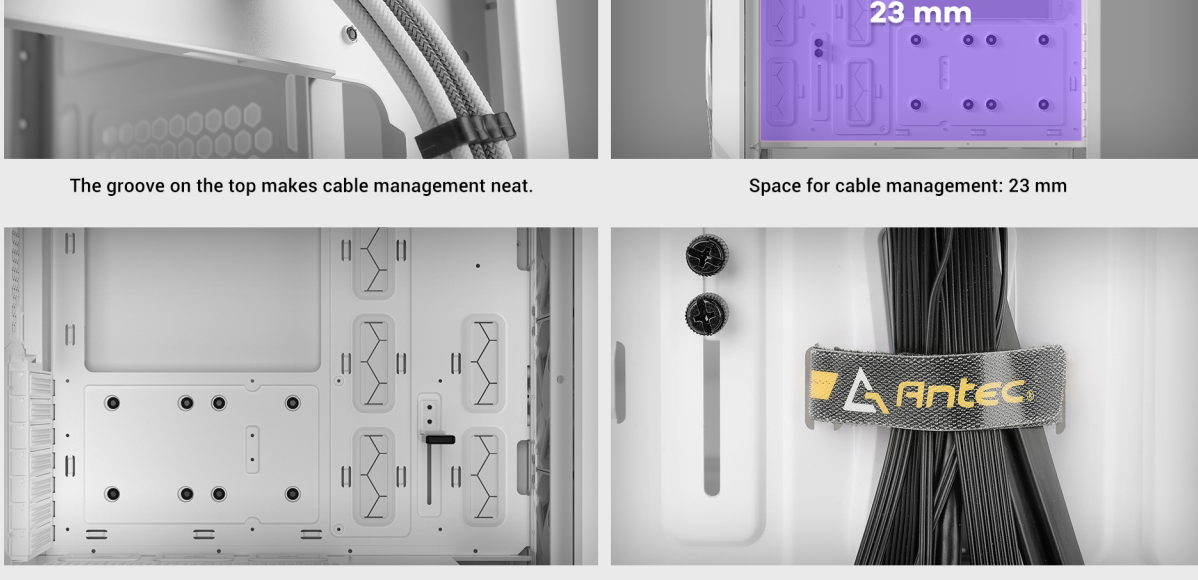 23 mm
The groove on the top makes cable management neat.
Space for cable management: 23 mm
Antec®